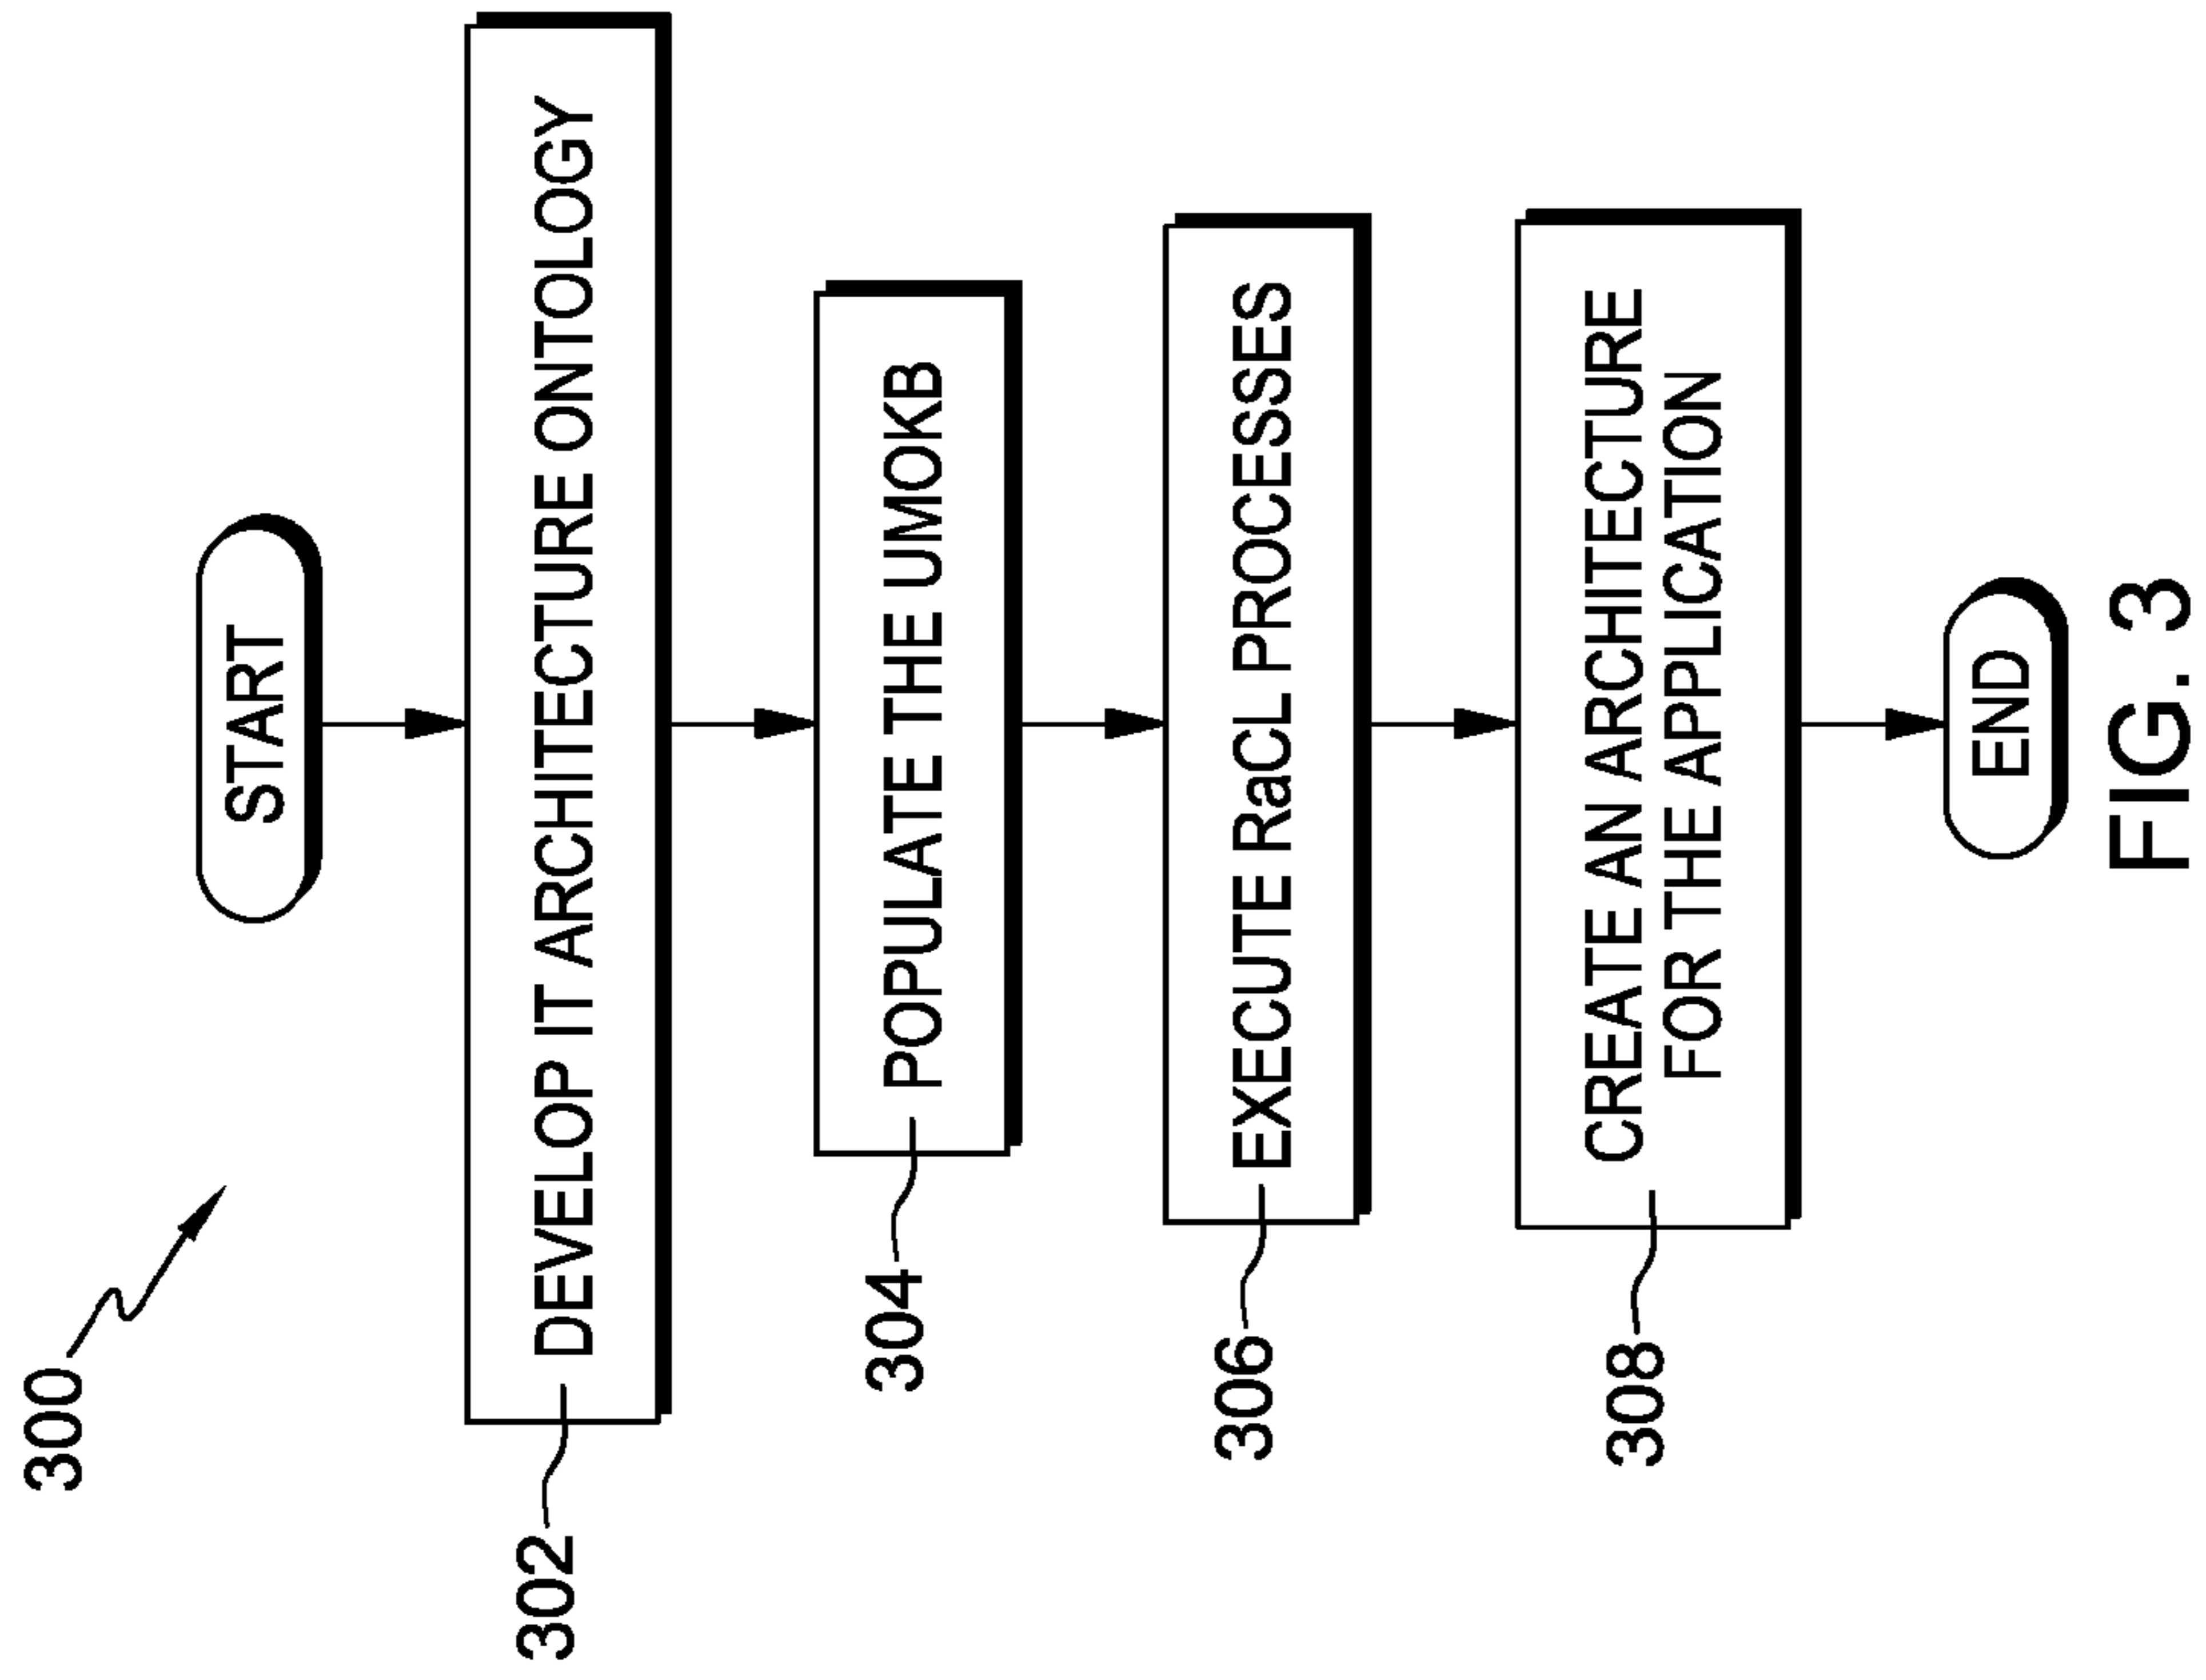 300
START
302
DEVELOP IT ARCHITECTURE ONTOLOGY
304
POPULATE THE UMOKB
306
EXECUTE RaCL PROCESSES
308
CREATE AN ARCHITECTURE
FOR THE APPLICATION
END
FIG. 3